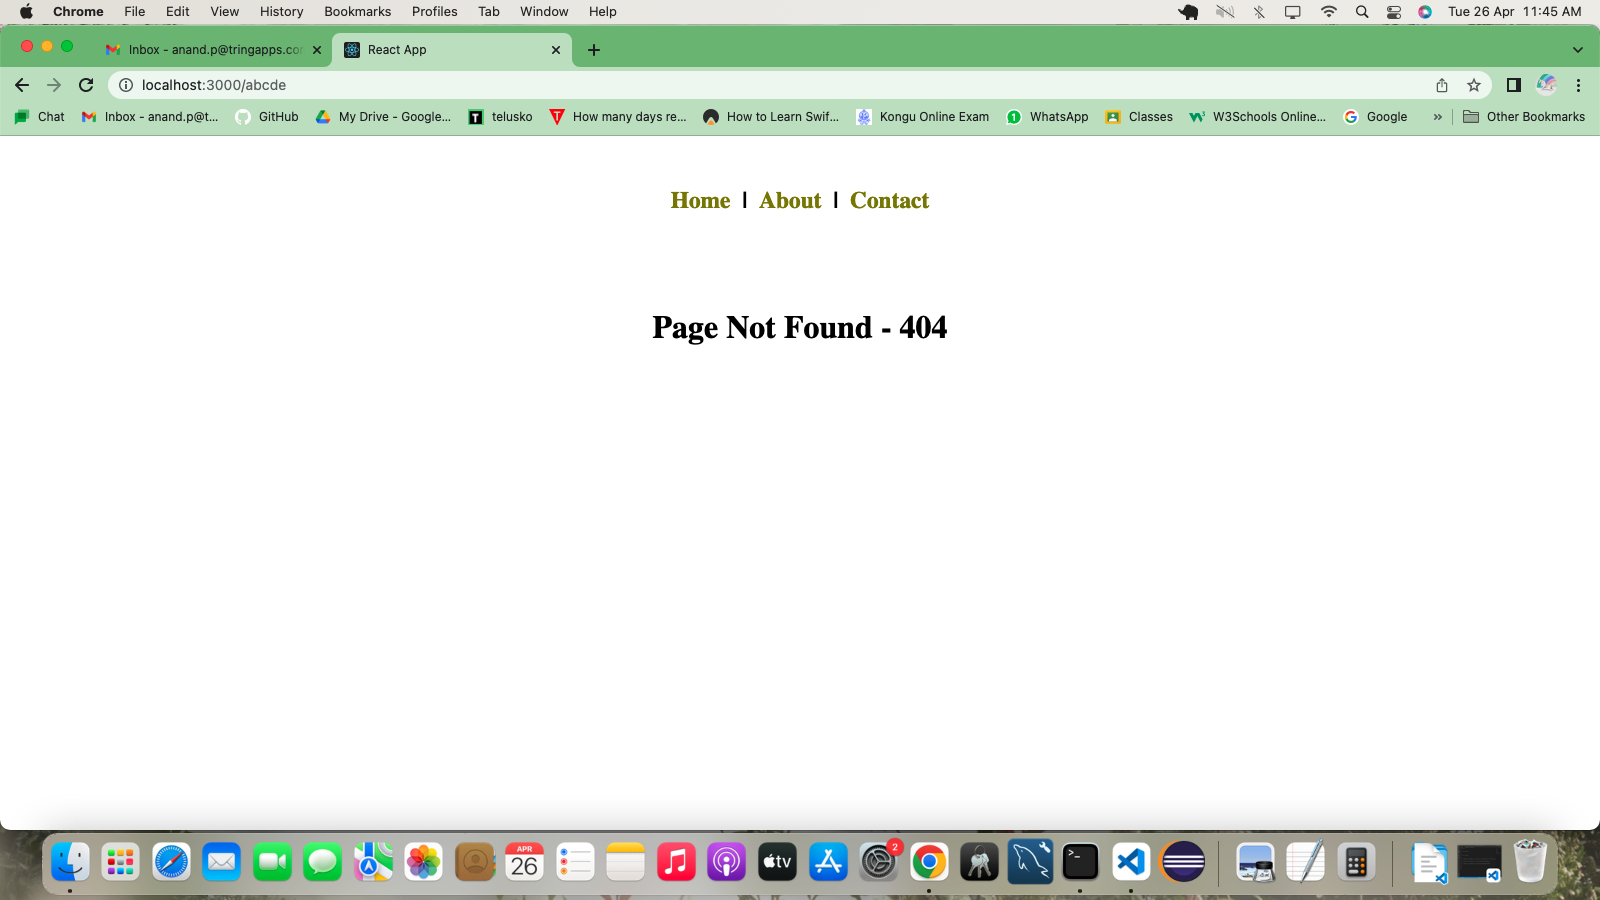 Chrome File Edit View History Bookmarks Profiles Tab Window Help Tue 26 Apr 11:45 AM
Inbox - anand.p@tringapps.co React App
localhost:3000/abcde
Chat Inbox - anand.p@t... GitHub My Drive - Google... telusko How many days re... How to Learn Swif... Kongu Online Exam 1 WhatsApp Classes W3Schools Online... Google » Other Bookmarks
Home | About | Contact
Page Not Found - 404
APR
26
tv
2
>_